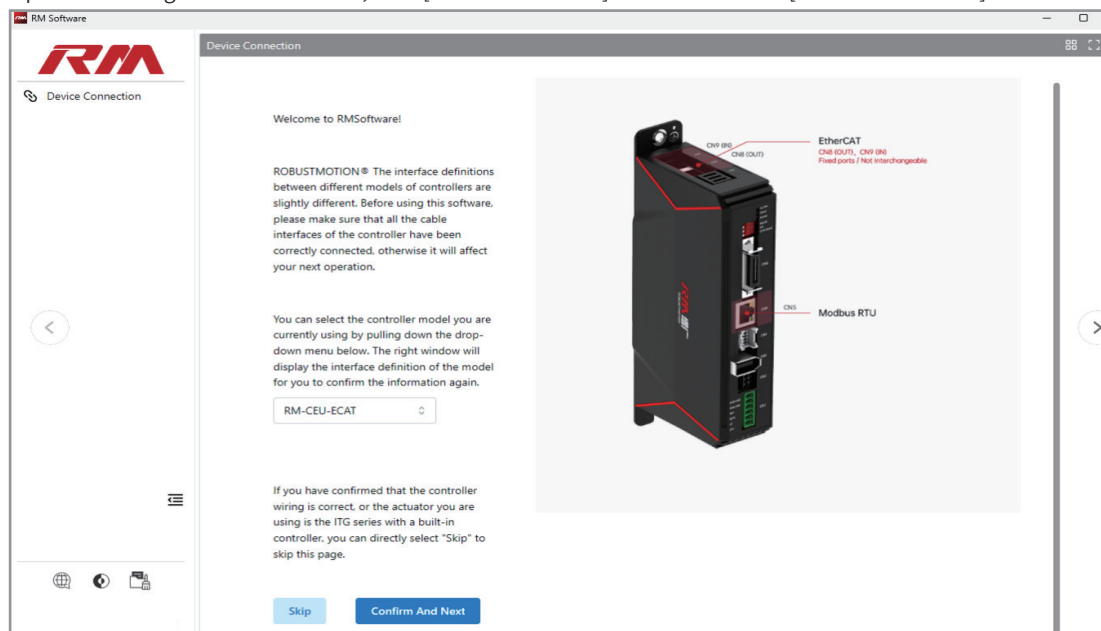 RM Software
RM
Device Connection
Device Connection
Welcome to RMSoftware!
ROBUSTMOTION® The interface definitions
between different models of controllers are
slightly different. Before using this software,
please make sure that all the cable
interfaces of the controller have been
correctly connected, otherwise it will affect
your next operation.
You can select the controller model you are
currently using by pulling down the drop-
down menu below. The right window will
display the interface definition of the model
for you to confirm the information again.
RM-CEU-ECAT
If you have confirmed that the controller
wiring is correct, or the actuator you are
using is the ITG series with a built-in
controller, you can directly select "Skip" to
skip this page.
Skip
Confirm And Next
CN9 (IN)
CN8 (OUT)
EtherCAT
CN8 (OUT), CN9 (IN)
Fixed ports / Not interchangeable
CN5
Modbus RTU
RM